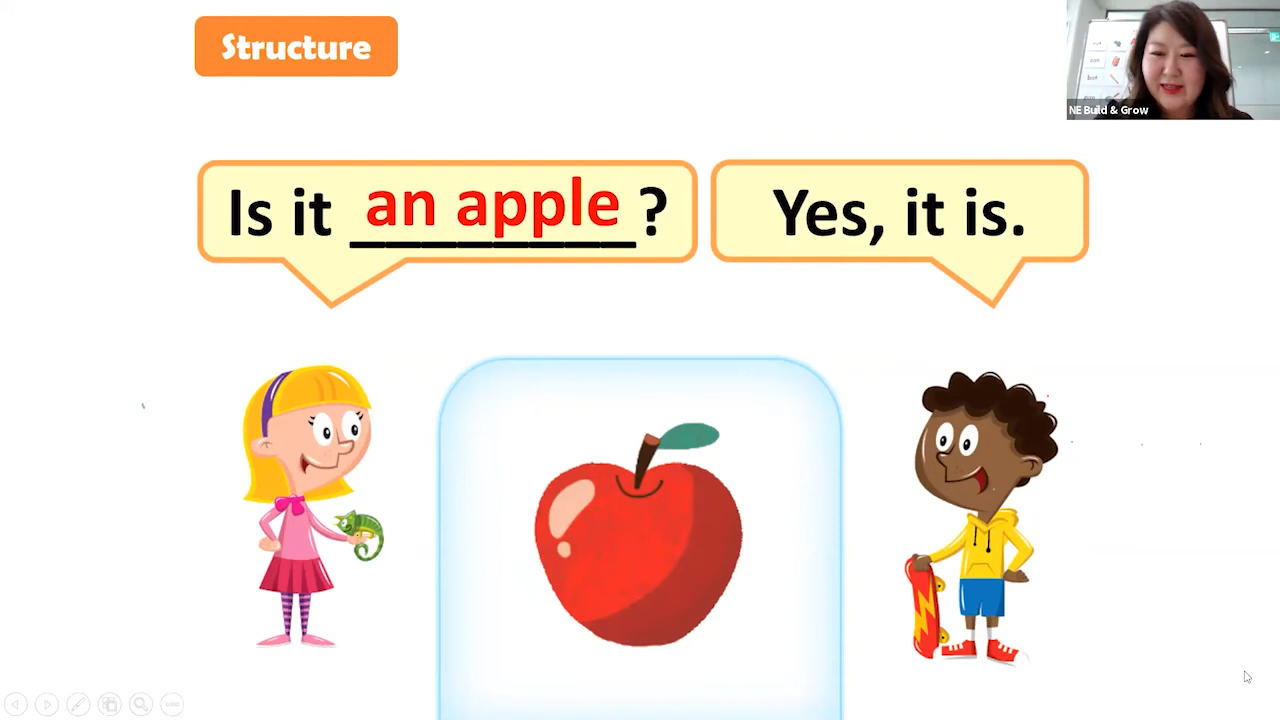 Structure
NE Build & Grow
Is it an apple?
Yes, it is.